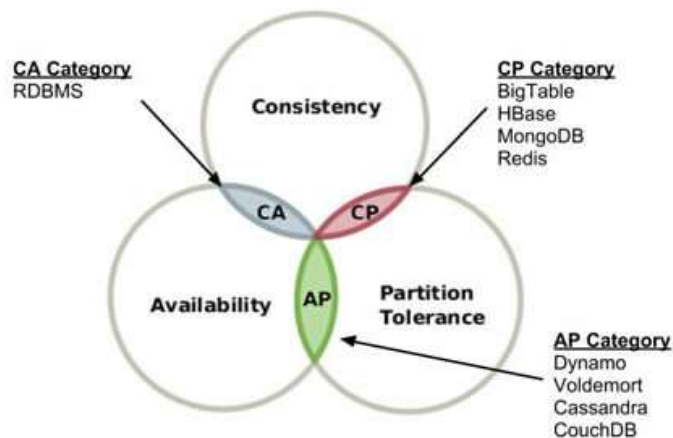 CA Category
RDBMS
CP Category
BigTable
HBase
MongoDB
Redis
Consistency
CA
CP
Availability
AP
Partition
Tolerance
AP Category
Dynamo
Voldemort
Cassandra
CouchDB